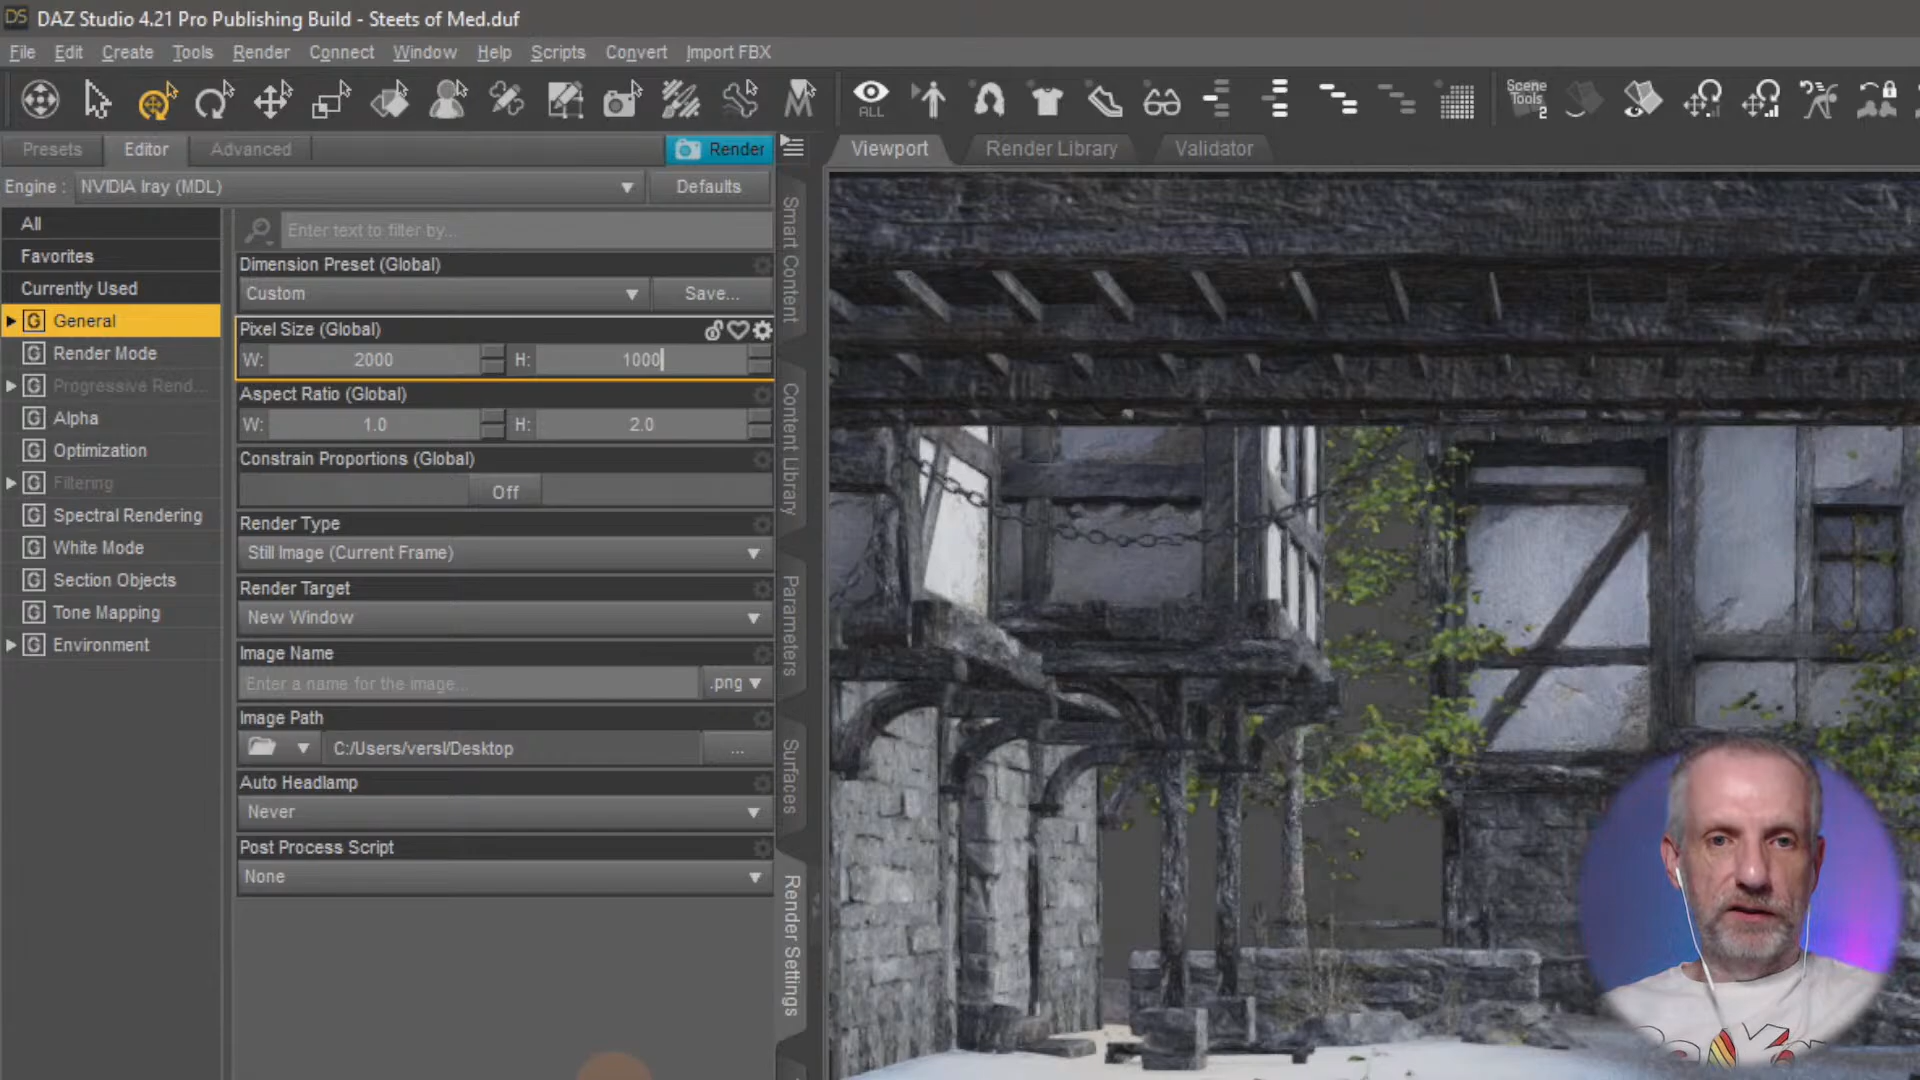 DS DAZ Studio 4.21 Pro Publishing Build - Steets of Med.duf
File Edit Create Tools Render Connect Window Help Scripts Convert Import FBX
ALL
Scene
Tools
2
Presets Editor Advanced Render
Viewport Render Library Validator
Engine : NVIDIA Iray (MDL) Defaults
All
Favorites
Currently Used
G General
G Render Mode
G Progressive Rend...
G Alpha
G Optimization
G Filtering
G Spectral Rendering
G White Mode
G Section Objects
G Tone Mapping
G Environment
Enter text to filter by...
Dimension Preset (Global)
Custom Save...
Pixel Size (Global)
W: 2000 H: 1000
Aspect Ratio (Global)
W: 1.0 H: 2.0
Constrain Proportions (Global)
Off
Render Type
Still Image (Current Frame)
Render Target
New Window
Image Name
Enter a name for the image... .png
Image Path
C:/Users/versl/Desktop ...
Auto Headlamp
Never
Post Process Script
None
Smart Content
Content Library
Parameters
Surfaces
Render Settings